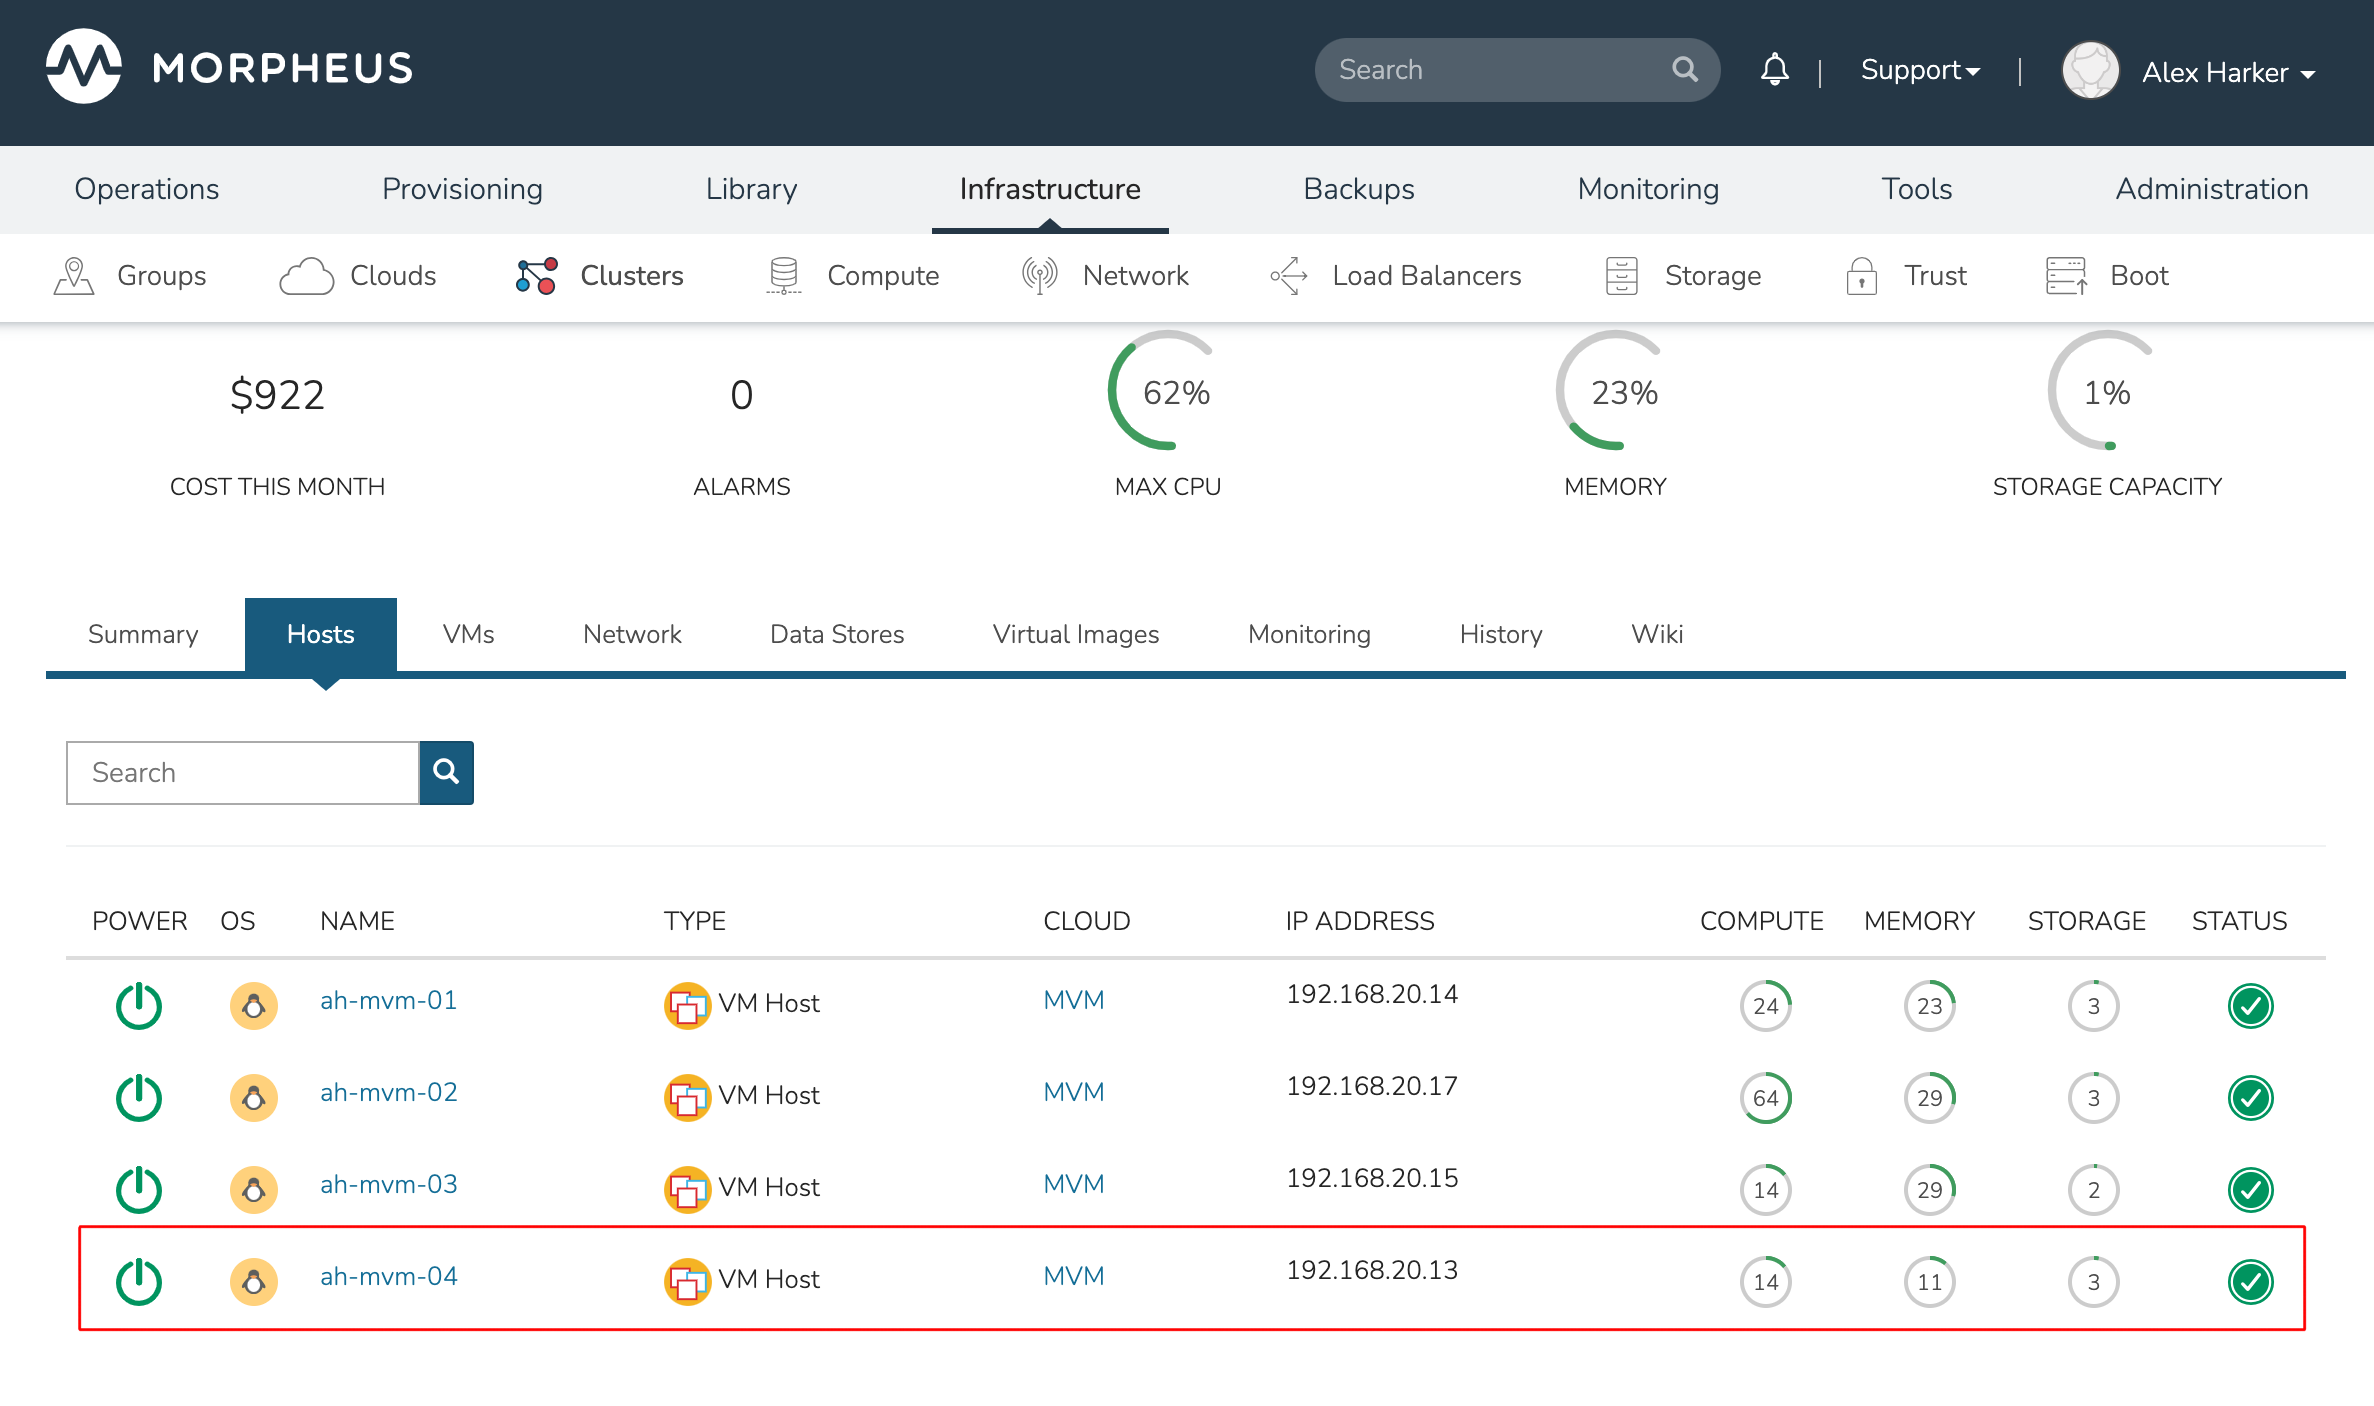 MORPHEUS
Search
Support
Alex Harker
Operations Provisioning Library Infrastructure Backups Monitoring Tools Administration
Groups Clouds Clusters Compute Network Load Balancers Storage Trust Boot
$922 0 62% 23% 1%
COST THIS MONTH ALARMS MAX CPU MEMORY STORAGE CAPACITY
Summary Hosts VMs Network Data Stores Virtual Images Monitoring History Wiki
Search
POWER OS NAME TYPE CLOUD IP ADDRESS COMPUTE MEMORY STORAGE STATUS
ah-mvm-01 VM Host MVM 192.168.20.14 24 23 3
ah-mvm-02 VM Host MVM 192.168.20.17 64 29 3
ah-mvm-03 VM Host MVM 192.168.20.15 14 29 2
ah-mvm-04 VM Host MVM 192.168.20.13 14 11 3